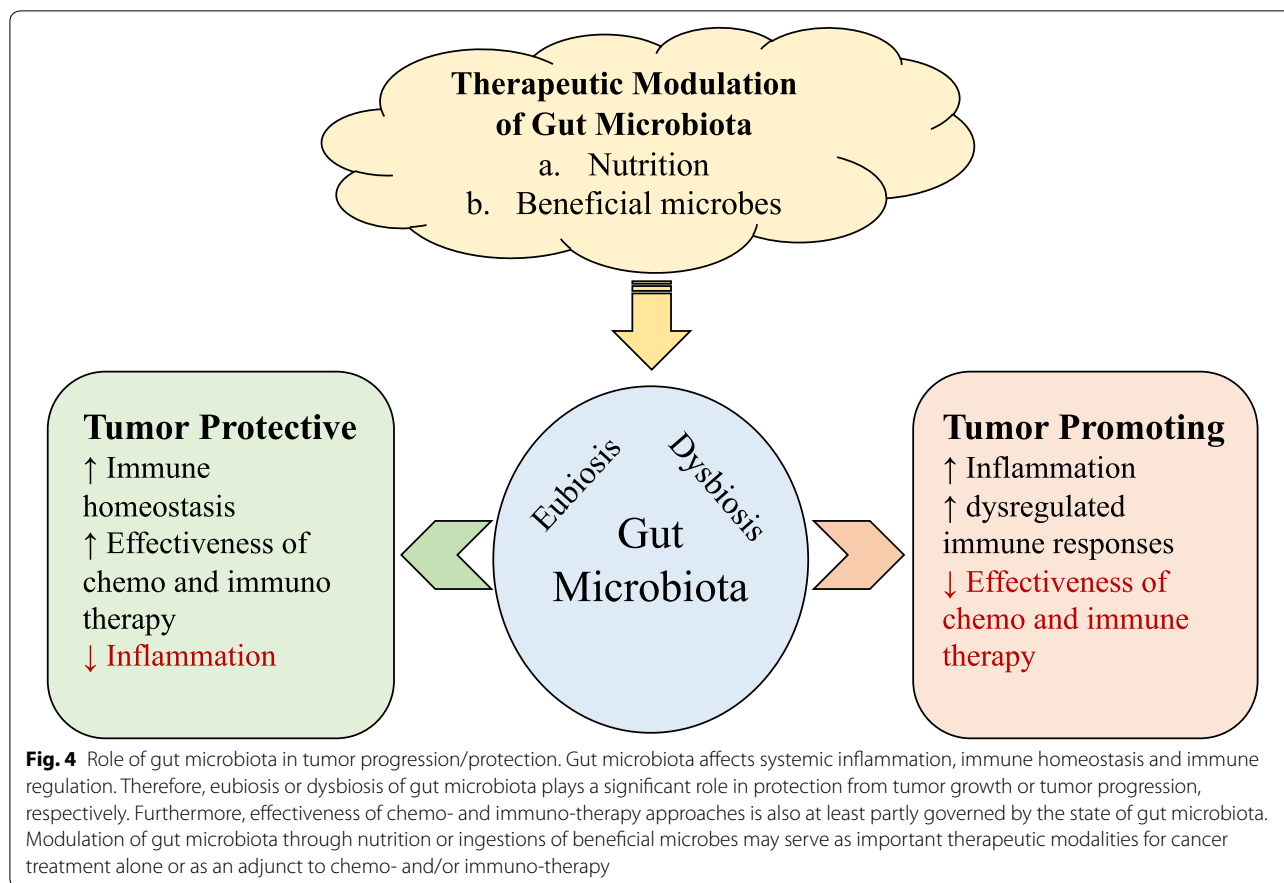 Therapeutic Modulation
of Gut Microbiota
a. Nutrition
b. Beneficial microbes
Tumor Protective
↑ Immune
homeostasis
↑ Effectiveness of
chemo and immuno
therapy
↓ Inflammation
Eubiosis
Dysbiosis
Gut
Microbiota
Tumor Promoting
↑ Inflammation
↑ dysregulated
immune responses
↓ Effectiveness of
chemo and immune
therapy
Fig. 4 Role of gut microbiota in tumor progression/protection. Gut microbiota affects systemic inflammation, immune homeostasis and immune
regulation. Therefore, eubiosis or dysbiosis of gut microbiota plays a significant role in protection from tumor growth or tumor progression,
respectively. Furthermore, effectiveness of chemo- and immuno-therapy approaches is also at least partly governed by the state of gut microbiota.
Modulation of gut microbiota through nutrition or ingestions of beneficial microbes may serve as important therapeutic modalities for cancer
treatment alone or as an adjunct to chemo- and/or immuno-therapy